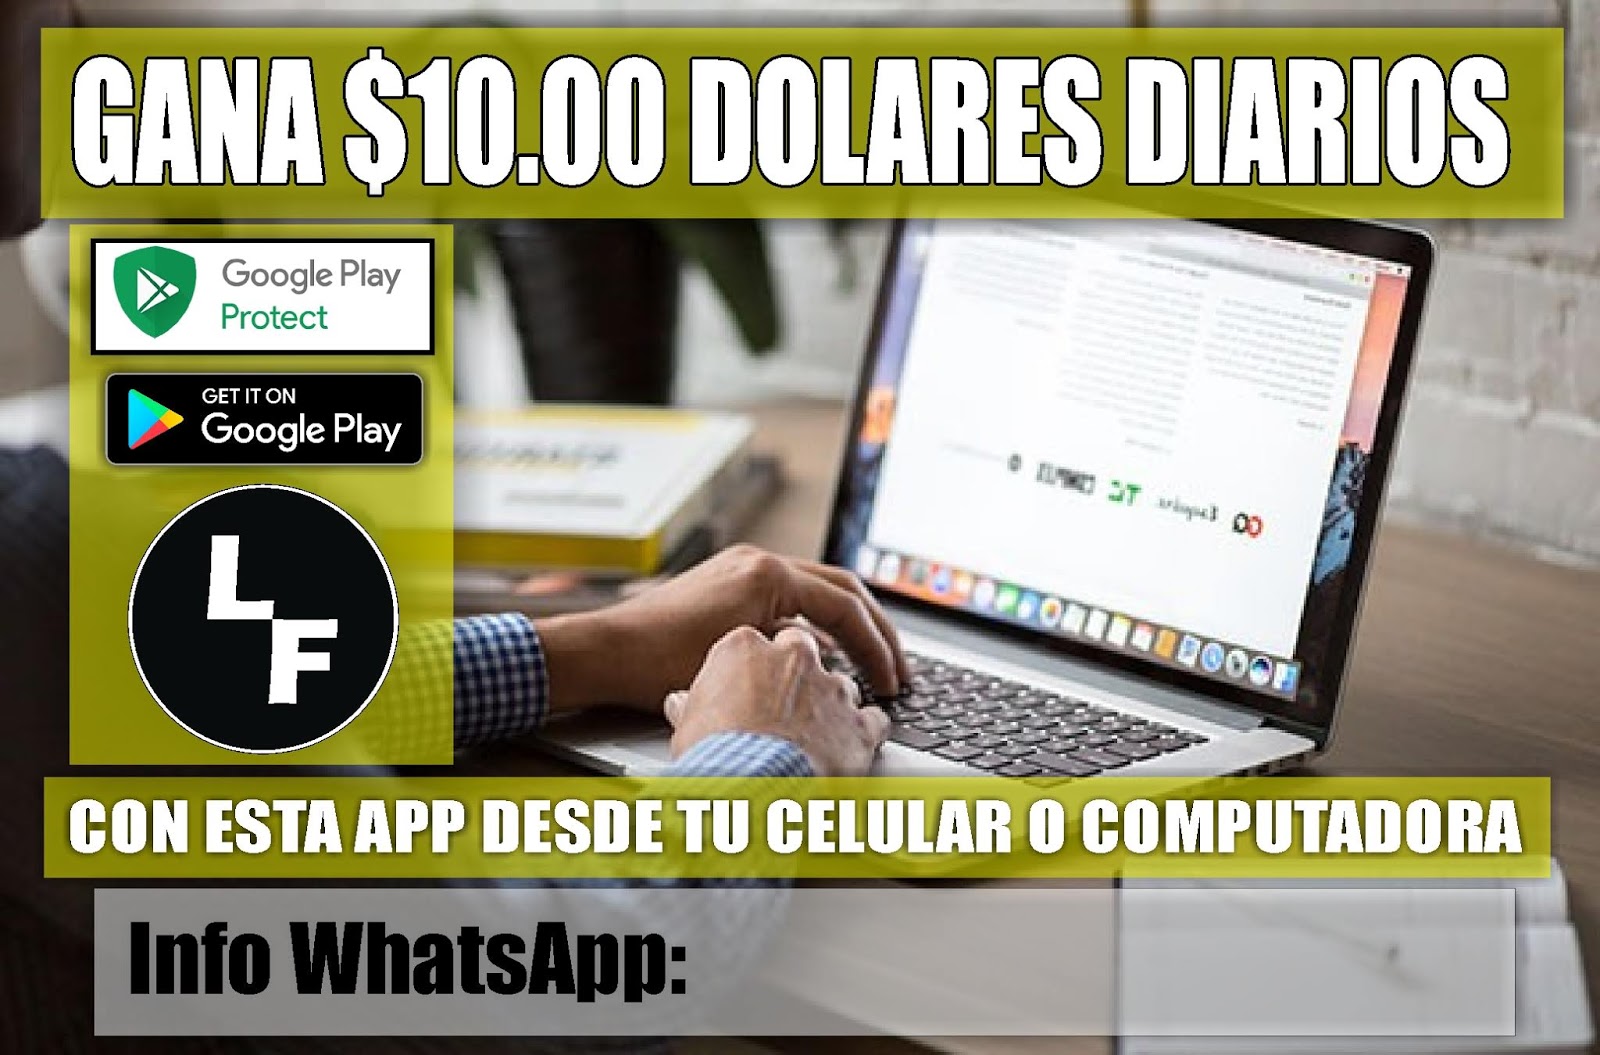 GANA $10.00 DOLARES DIARIOS
Google Play
Protect
GET IT ON
Google Play
L
F
CON ESTA APP DESDE TU CELULAR O COMPUTADORA
Info WhatsApp: